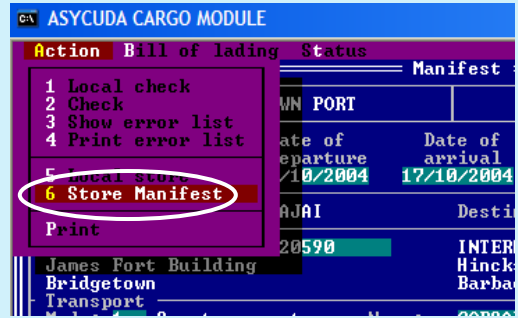 ASYCUDA CARGO MODULE
Action Bill of lading Status
Manifest
1 Local check
2 Check
WN PORT
3 Show error list
4 Print error list
ate of Date of
eparture arrival
5 Local store
/10/2004 17/10/2004
6 Store Manifest
AJAI Destin
Print
20590 INTER
James Fort Building Hincks
Bridgetown Barbad
Transport